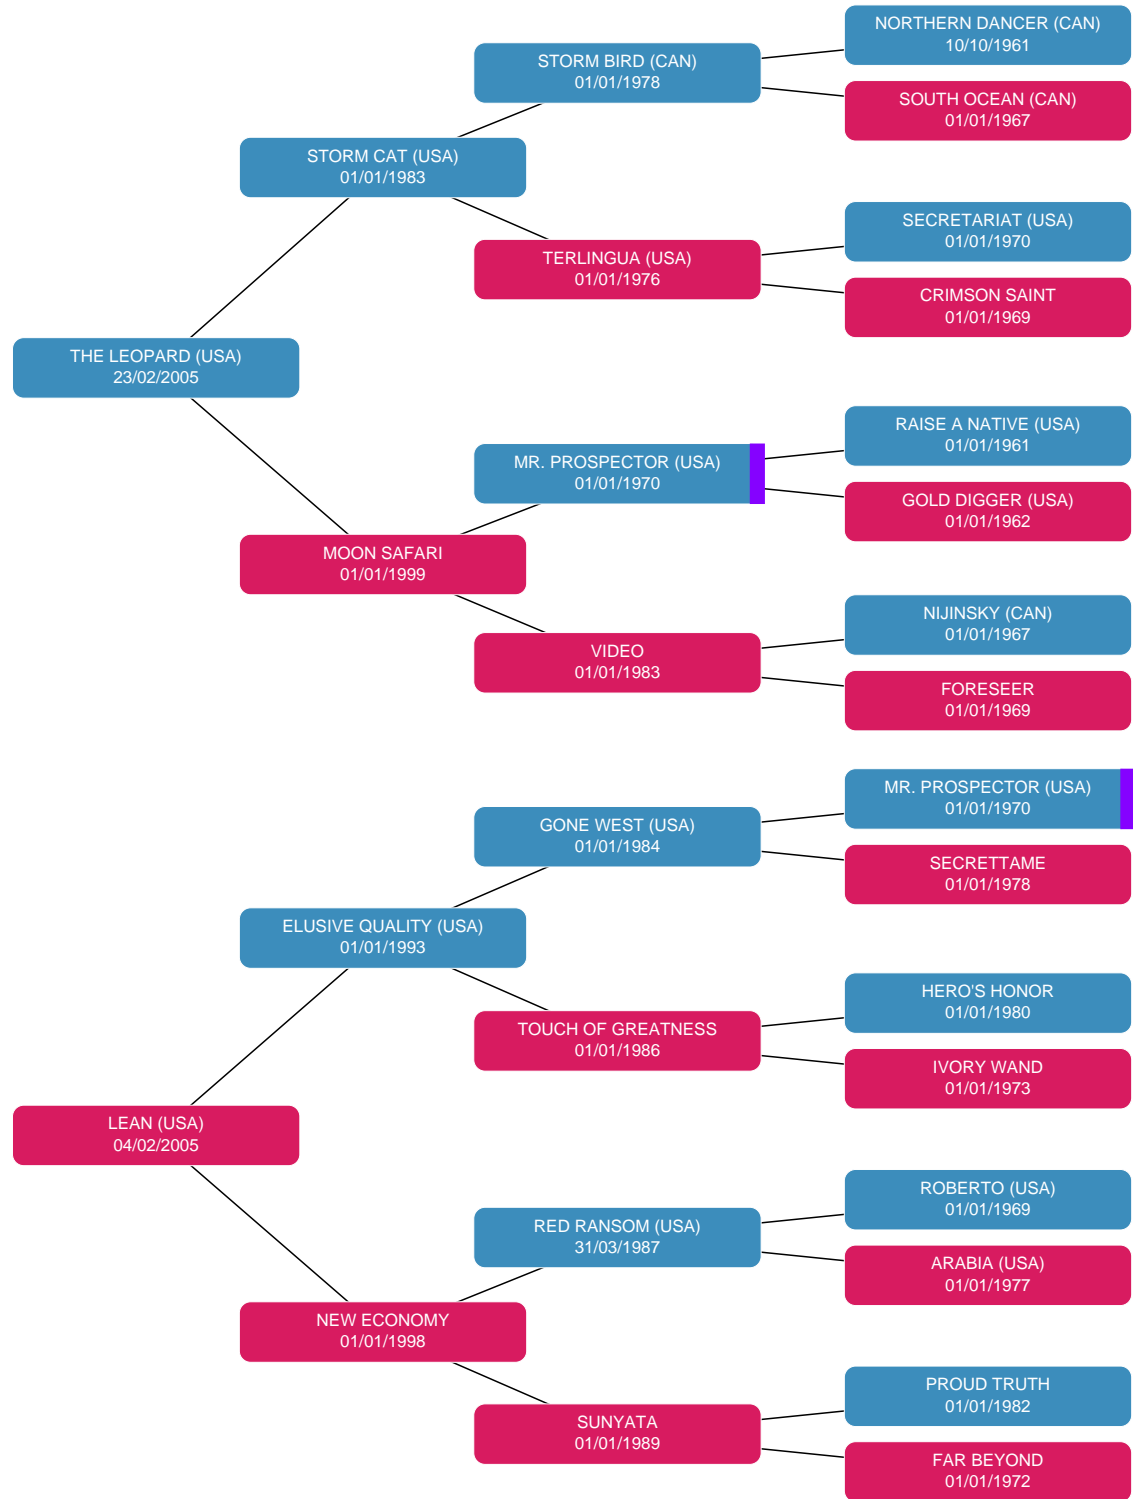 NORTHERN DANCER (CAN)
10/10/1961
STORM BIRD (CAN)
01/01/1978
SOUTH OCEAN (CAN)
01/01/1967
STORM CAT (USA)
01/01/1983
SECRETARIAT (USA)
01/01/1970
TERLINGUA (USA)
01/01/1976
CRIMSON SAINT
01/01/1969
THE LEOPARD (USA)
23/02/2005
RAISE A NATIVE (USA)
01/01/1961
MR. PROSPECTOR (USA)
01/01/1970
GOLD DIGGER (USA)
01/01/1962
MOON SAFARI
01/01/1999
NIJINSKY (CAN)
01/01/1967
VIDEO
01/01/1983
FORESEER
01/01/1969
MR. PROSPECTOR (USA)
01/01/1970
GONE WEST (USA)
01/01/1984
SECRETTAME
01/01/1978
ELUSIVE QUALITY (USA)
01/01/1993
HERO'S HONOR
01/01/1980
TOUCH OF GREATNESS
01/01/1986
IVORY WAND
01/01/1973
LEAN (USA)
04/02/2005
ROBERTO (USA)
01/01/1969
RED RANSOM (USA)
31/03/1987
ARABIA (USA)
01/01/1977
NEW ECONOMY
01/01/1998
PROUD TRUTH
01/01/1982
SUNYATA
01/01/1989
FAR BEYOND
01/01/1972